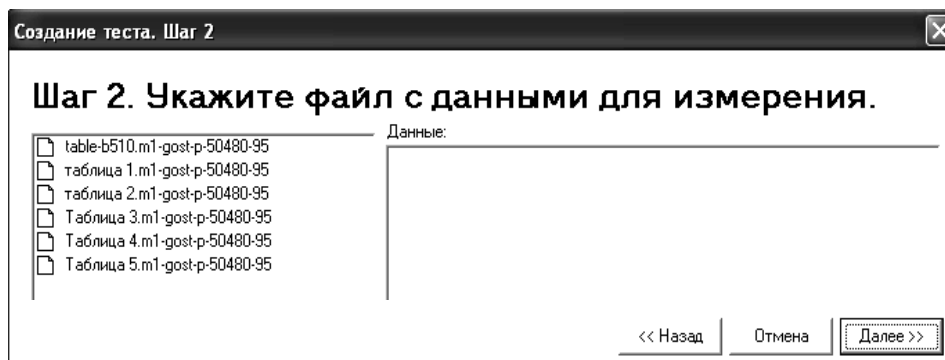 Создание теста. Шаг 2
Шаг 2. Укажите файл с данными для измерения.
Данные:
table-b510.m1-gost-p-50480-95
таблица 1.m1-gost-p-50480-95
таблица 2.m1-gost-p-50480-95
Таблица 3.m1-gost-p-50480-95
Таблица 4.m1-gost-p-50480-95
Таблица 5.m1-gost-p-50480-95
<< Назад
Отмена
Далее >>